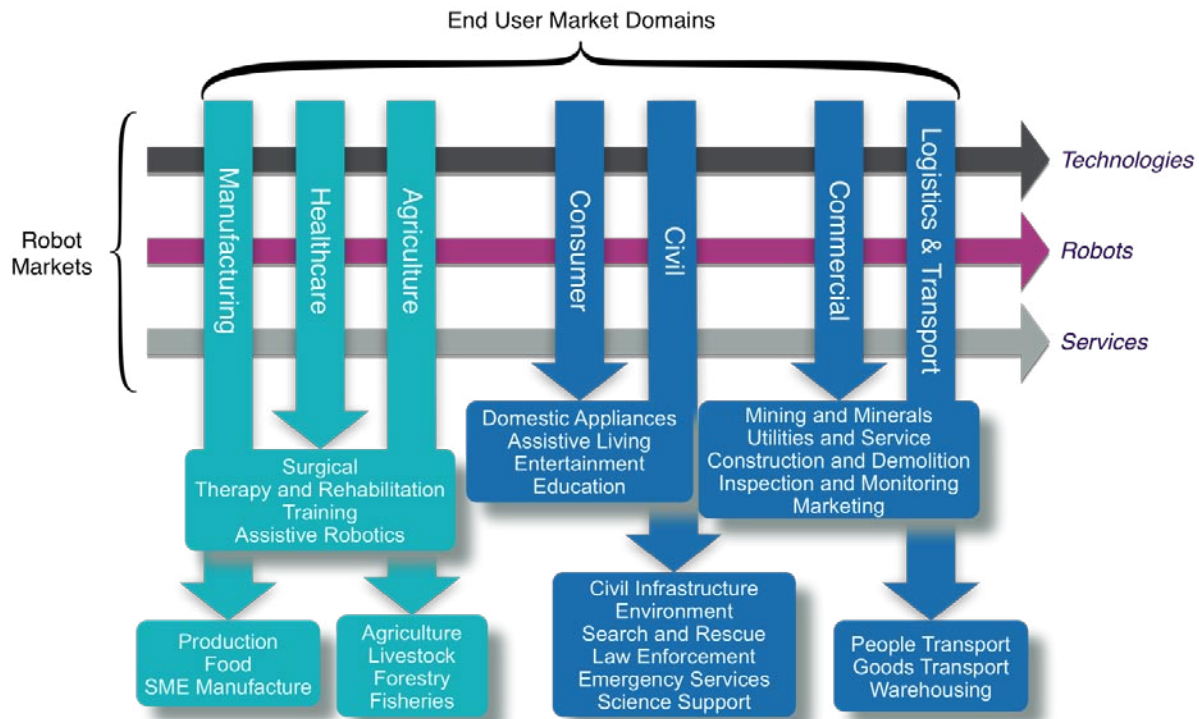 End User Market Domains
Robot
Markets
Manufacturing
Healthcare
Agriculture
Consumer
Civil
Commercial
Logistics & Transport
Technologies
Robots
Services
Surgical
Therapy and Rehabilitation
Training
Assistive Robotics
Domestic Appliances
Assistive Living
Entertainment
Education
Mining and Minerals
Utilities and Service
Construction and Demolition
Inspection and Monitoring
Marketing
Production
Food
SME Manufacture
Agriculture
Livestock
Forestry
Fisheries
Civil Infrastructure
Environment
Search and Rescue
Law Enforcement
Emergency Services
Science Support
People Transport
Goods Transport
Warehousing